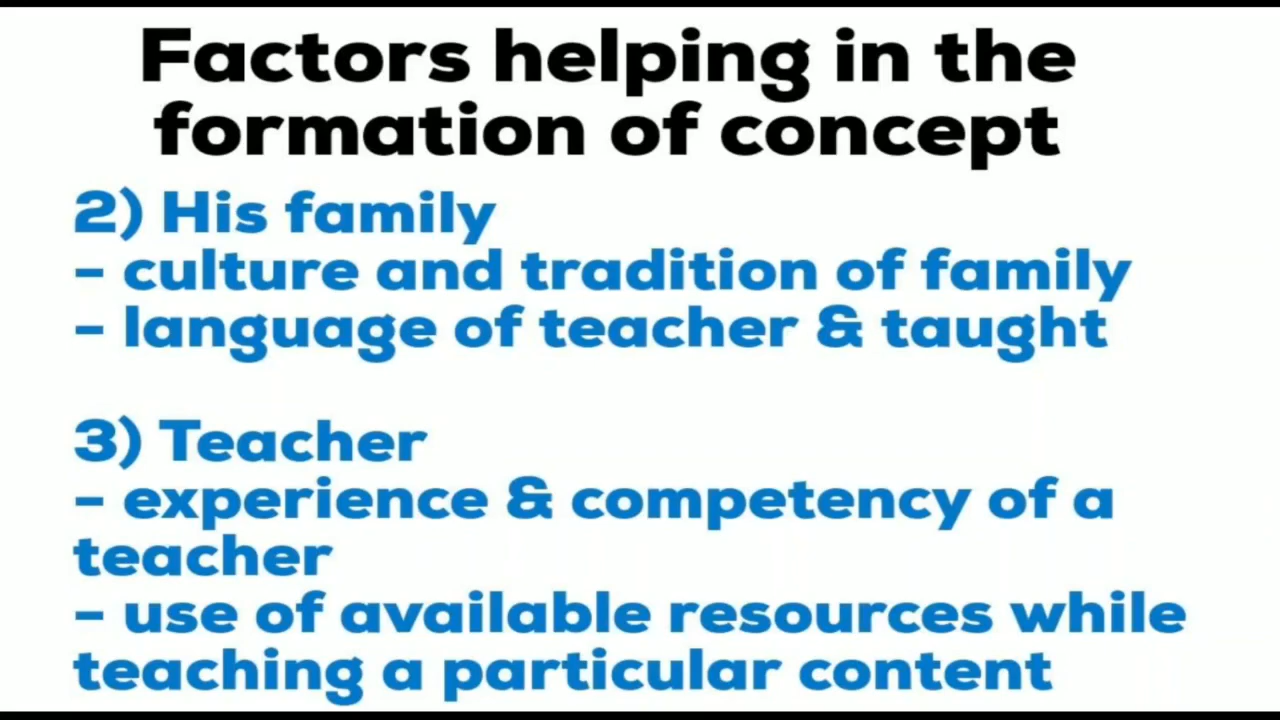 Factors helping in the
formation of concept
2) His family
- culture and tradition of family
- language of teacher & taught
3) Teacher
- experience & competency of a
teacher
- use of available resources while
teaching a particular content